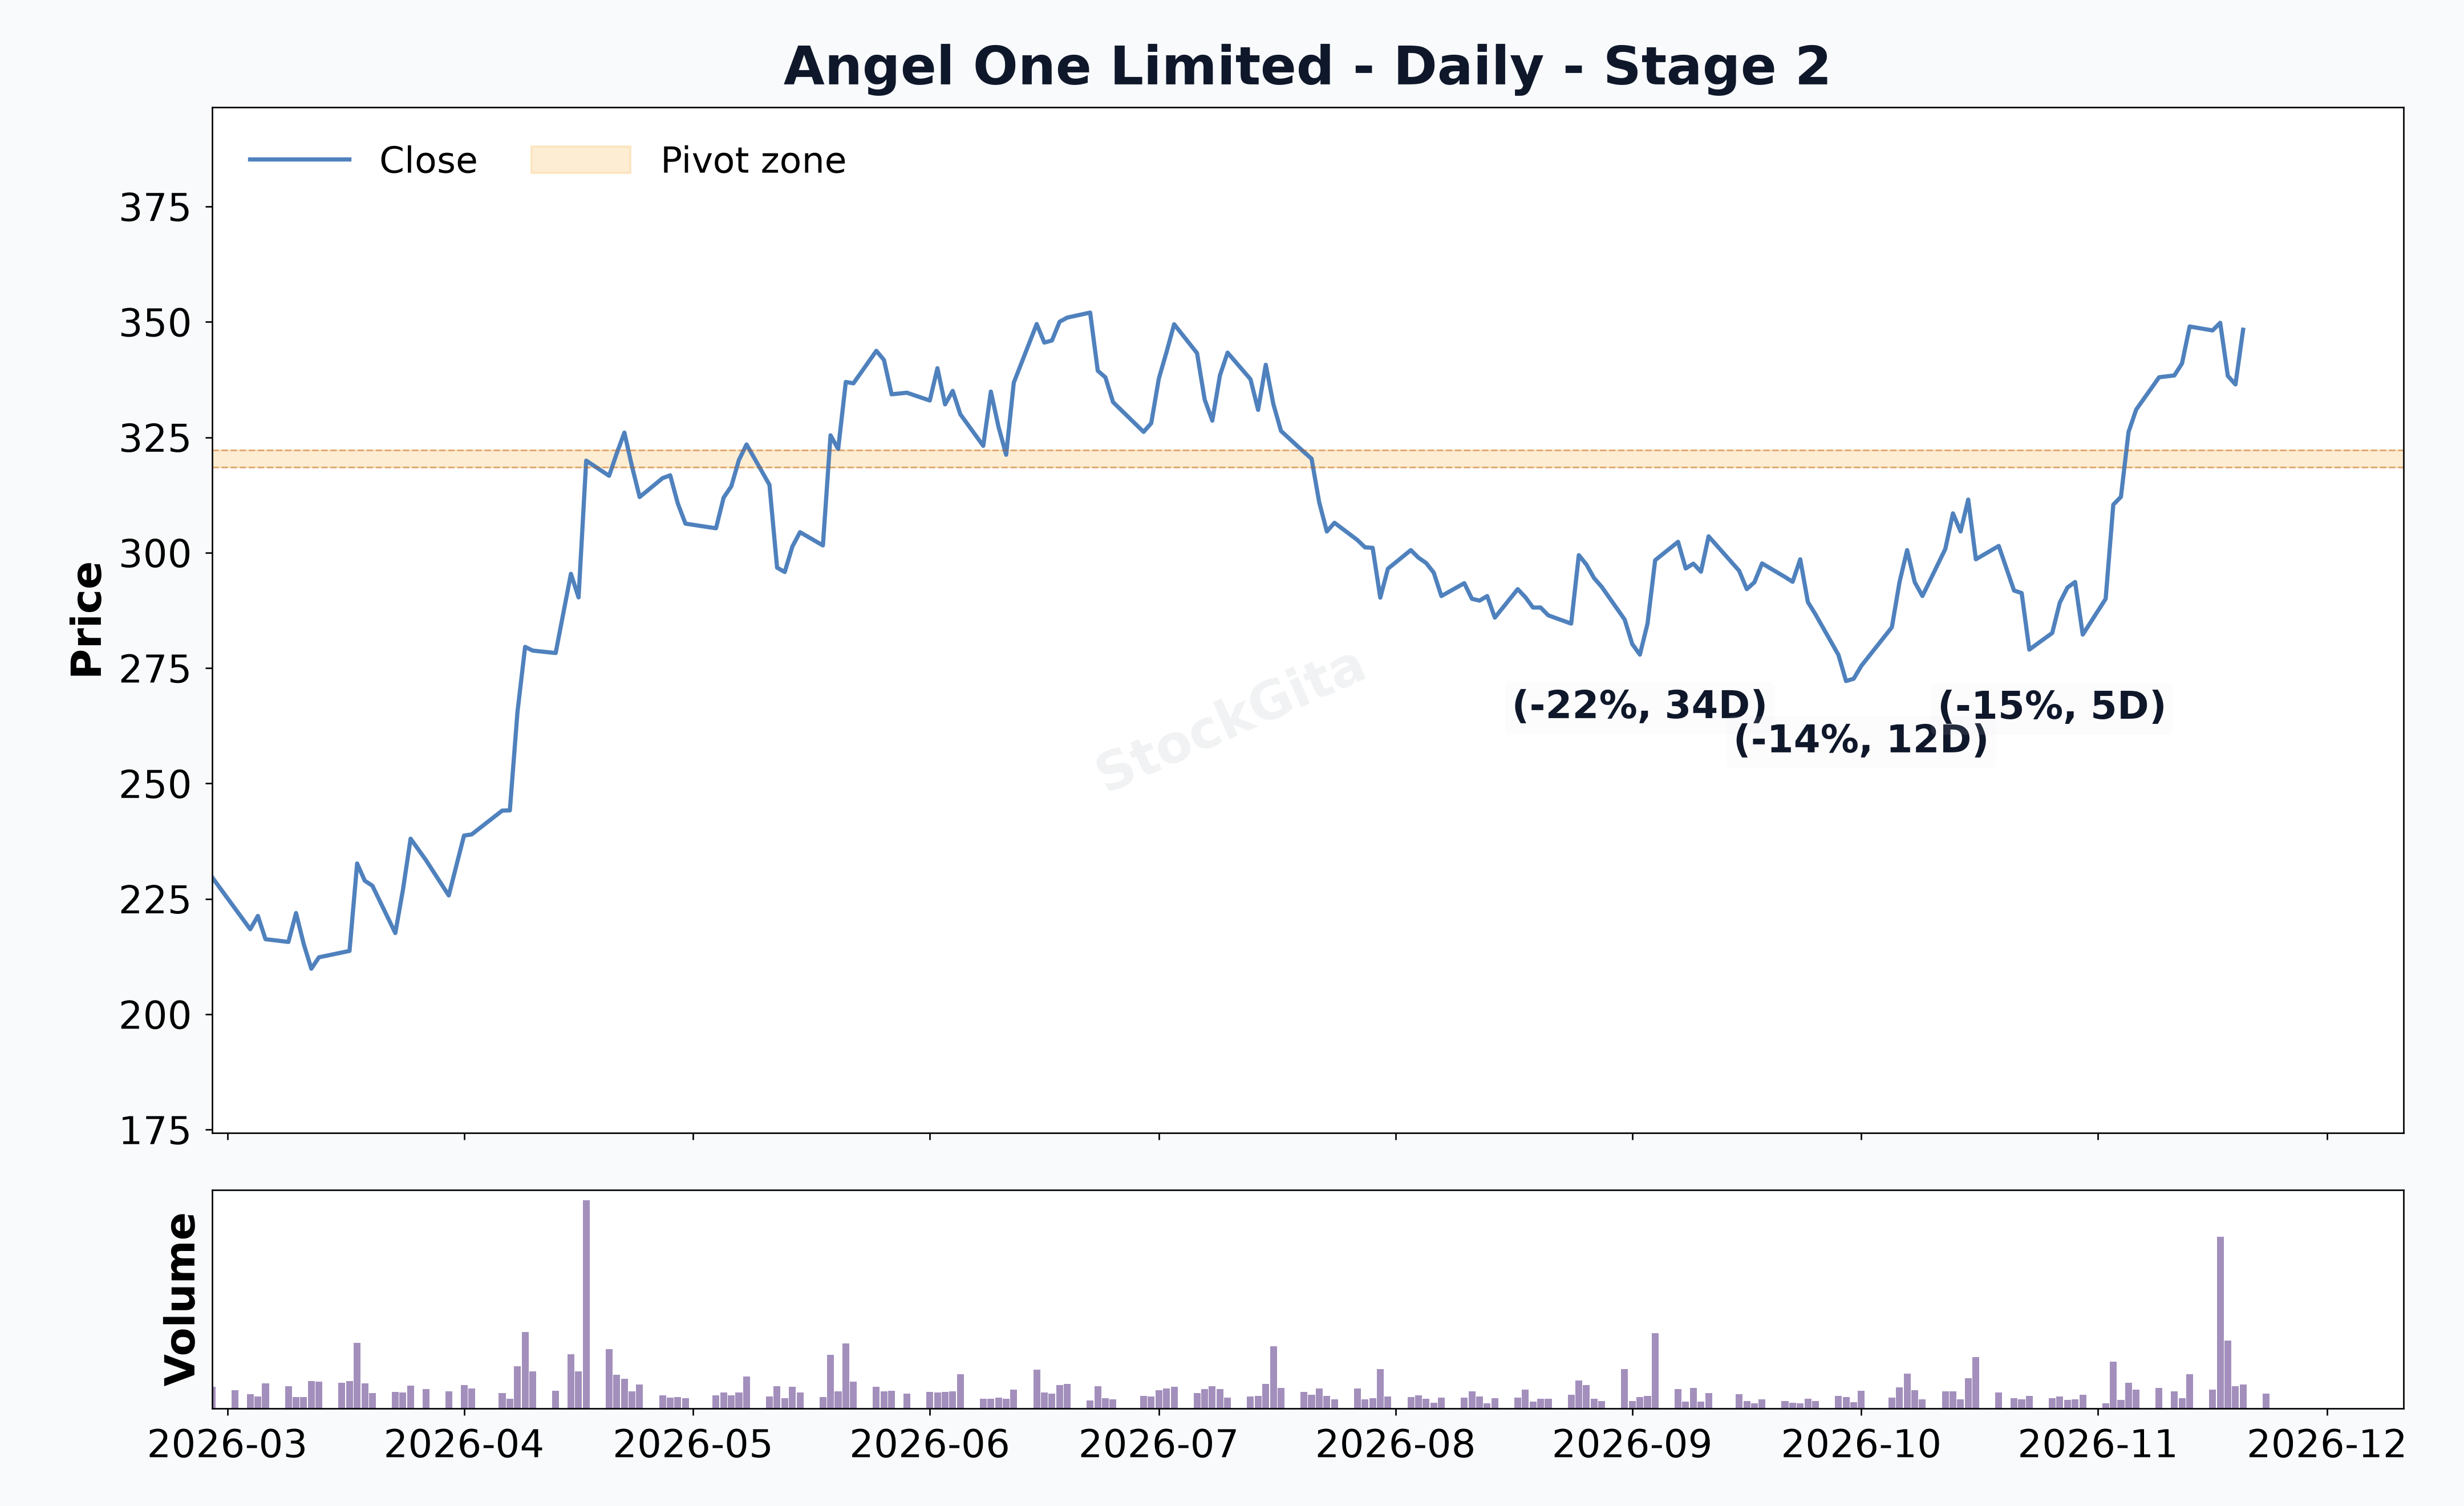 Angel One Limited - Daily - Stage 2
Close
Pivot zone
375
350
325
300
275
250
225
200
175
Price
StockGita
(-22%, 34D)
(-15%, 5D)
(-14%, 12D)
Volume
2026-03
2026-04
2026-05
2026-06
2026-07
2026-08
2026-09
2026-10
2026-11
2026-12